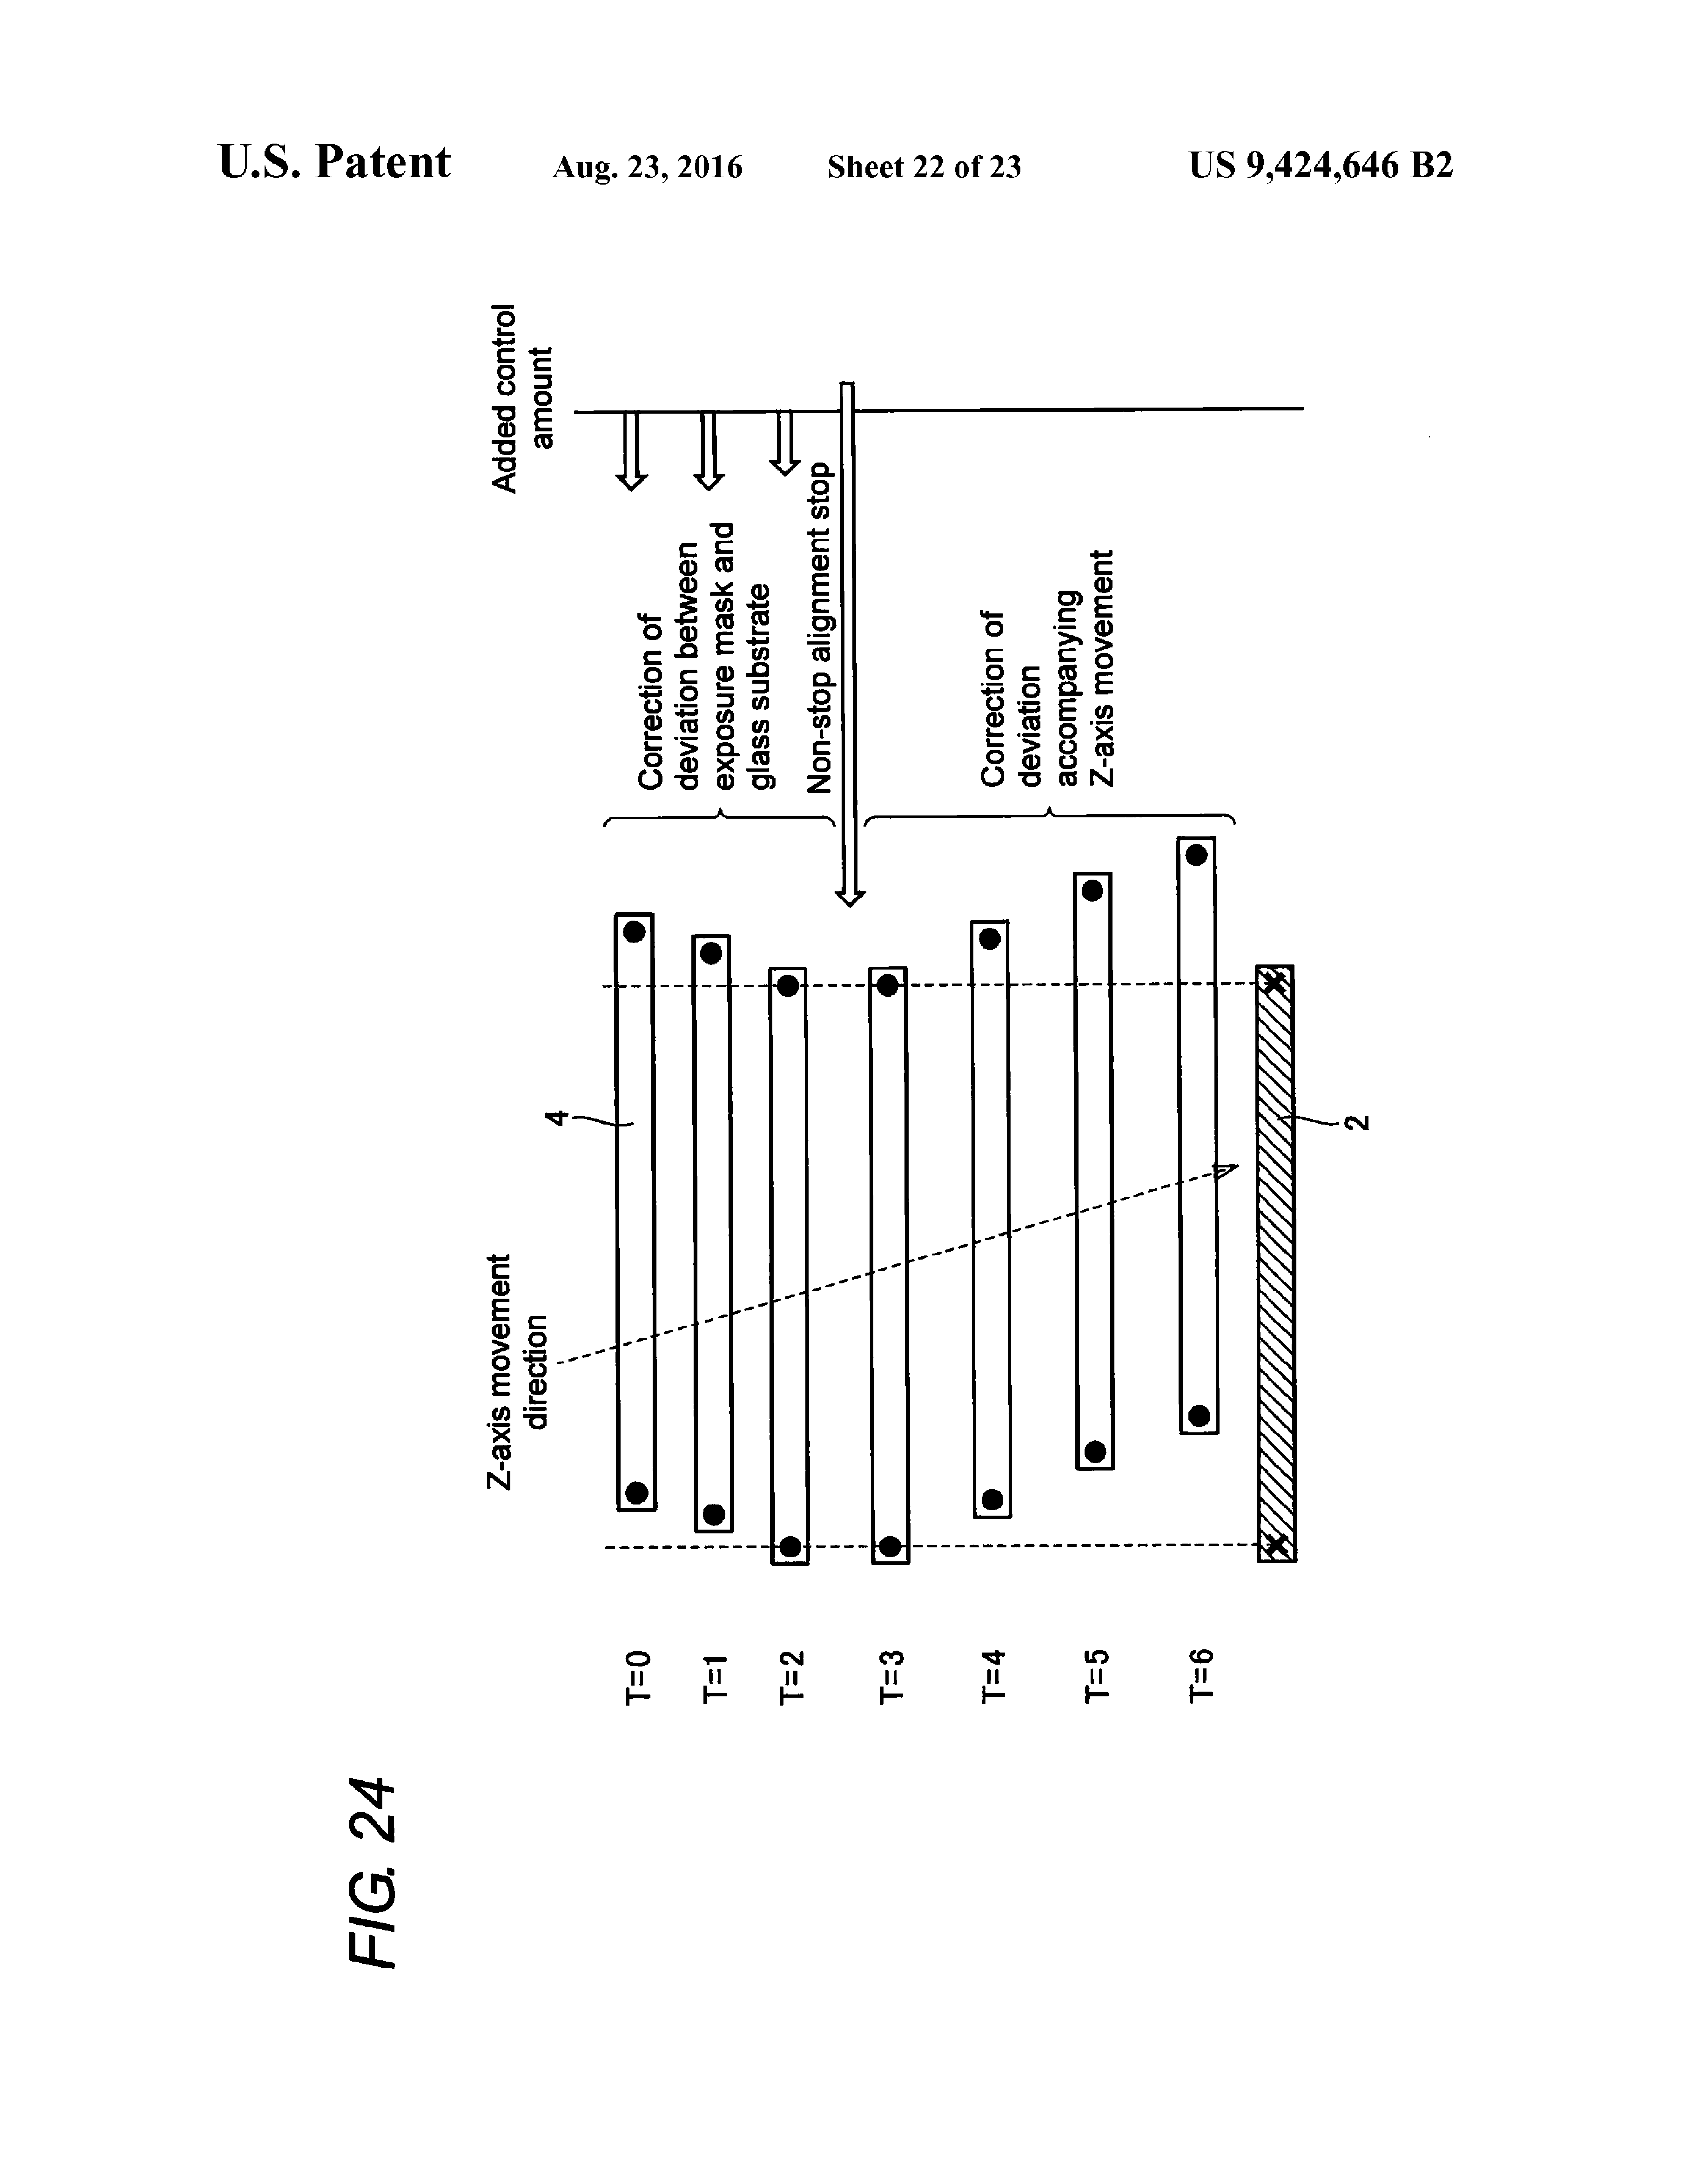 U.S. Patent Aug. 23, 2016 Sheet 22 of 23 US 9,424,646 B2
FIG. 24
Z-axis movement
direction
Added control
amount
4
T=0
T=1
T=2
T=3
T=4
T=5
T=6
Correction of
deviation between
exposure mask and
glass substrate
Non-stop alignment stop
Correction of
deviation
accompanying
Z-axis movement
2